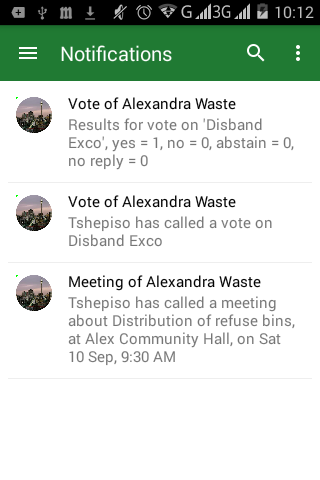 G 3G 10:12
Notifications
Vote of Alexandra Waste
Results for vote on 'Disband
Exco', yes = 1, no = 0, abstain = 0,
no reply = 0
Vote of Alexandra Waste
Tshepiso has called a vote on
Disband Exco
Meeting of Alexandra Waste
Tshepiso has called a meeting
about Distribution of refuse bins,
at Alex Community Hall, on Sat
10 Sep, 9:30 AM